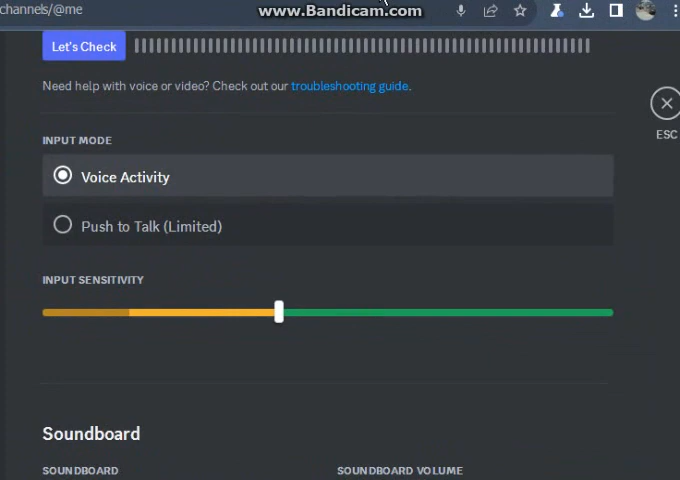 channels/@me
www.Bandicam.com
Let's Check
Need help with voice or video? Check out our troubleshooting guide.
ESC
INPUT MODE
Voice Activity
Push to Talk (Limited)
INPUT SENSITIVITY
Soundboard
SOUNDBOARD SOUNDBOARD VOLUME